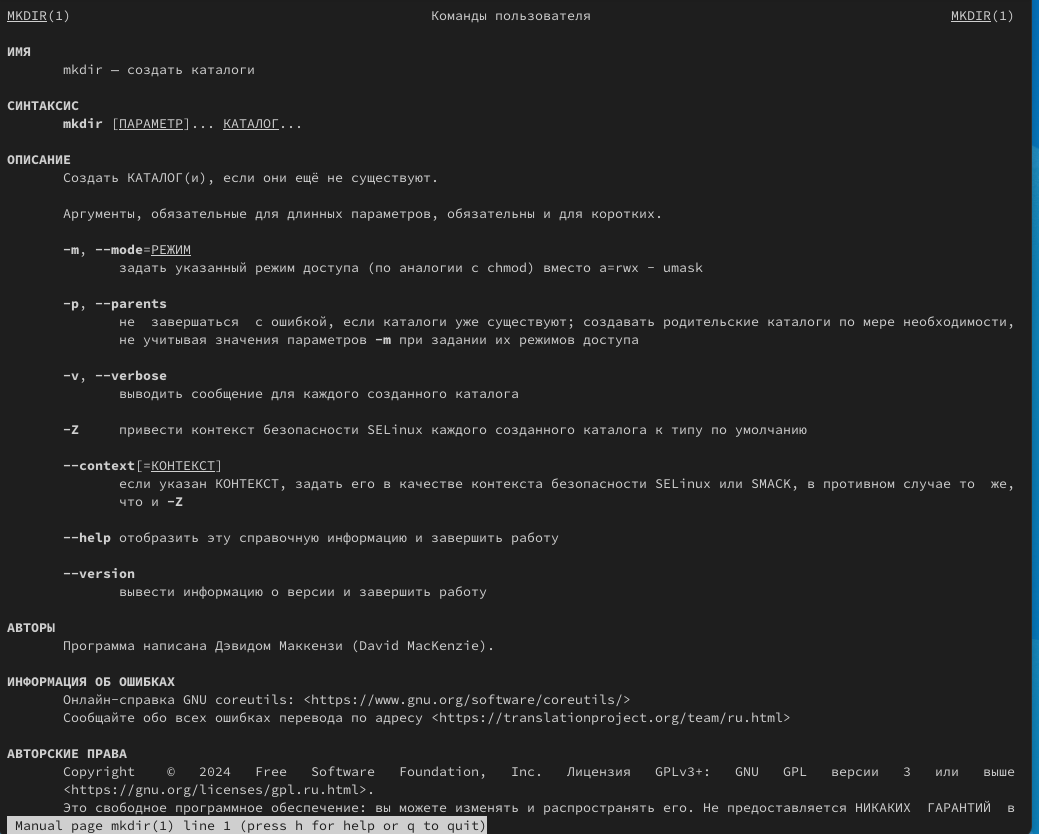 MKDIR(1) Команды пользователя MKDIR(1)
ИМЯ
mkdir — создать каталоги
СИНТАКСИС
mkdir [ПАРАМЕТР]... КАТАЛОГ...
ОПИСАНИЕ
Создать КАТАЛОГ(и), если они ещё не существуют.
Аргументы, обязательные для длинных параметров, обязательны и для коротких.
-m, --mode=РЕЖИМ
задать указанный режим доступа (по аналогии с chmod) вместо a=rwx - umask
-p, --parents
не завершаться с ошибкой, если каталоги уже существуют; создавать родительские каталоги по мере необходимости,
не учитывая значения параметров -m при задании их режимов доступа
-v, --verbose
выводить сообщение для каждого созданного каталога
-Z привести контекст безопасности SELinux каждого созданного каталога к типу по умолчанию
--context[=КОНТЕКСТ]
если указан КОНТЕКСТ, задать его в качестве контекста безопасности SELinux или SMACK, в противном случае то же,
что и -Z
--help отобразить эту справочную информацию и завершить работу
--version
вывести информацию о версии и завершить работу
АВТОРЫ
Программа написана Дэвидом Маккензи (David MacKenzie).
ИНФОРМАЦИЯ ОБ ОШИБКАХ
Онлайн-справка GNU coreutils: <https://www.gnu.org/software/coreutils/>
Сообщайте обо всех ошибках перевода по адресу <https://translationproject.org/team/ru.html>
АВТОРСКИЕ ПРАВА
Copyright © 2024 Free Software Foundation, Inc. Лицензия GPLv3+: GNU GPL версии 3 или выше
<https://gnu.org/licenses/gpl.ru.html>.
Это свободное программное обеспечение: вы можете изменять и распространять его. Не предоставляется НИКАКИХ ГАРАНТИЙ в
Manual page mkdir(1) line 1 (press h for help or q to quit)